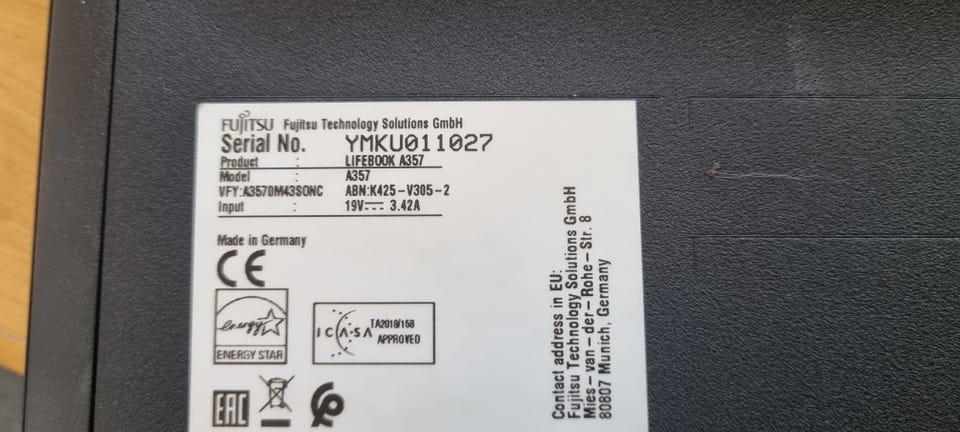 FUJITSU Fujitsu Technology Solutions GmbH
Serial No. YMKU011027
Product : LIFEBOOK A357
Model : A357
VFY:A3570M43SONC ABN:K425-V305-2
Input : 19V⎓ 3.42A
Made in Germany
CE
energy
ENERGY STAR
ICASA TA2018/158
APPROVED
EAC
Contact address in EU:
Fujitsu Technology Solutions GmbH
Mies-van-der-Rohe-Str. 8
80807 Munich, Germany